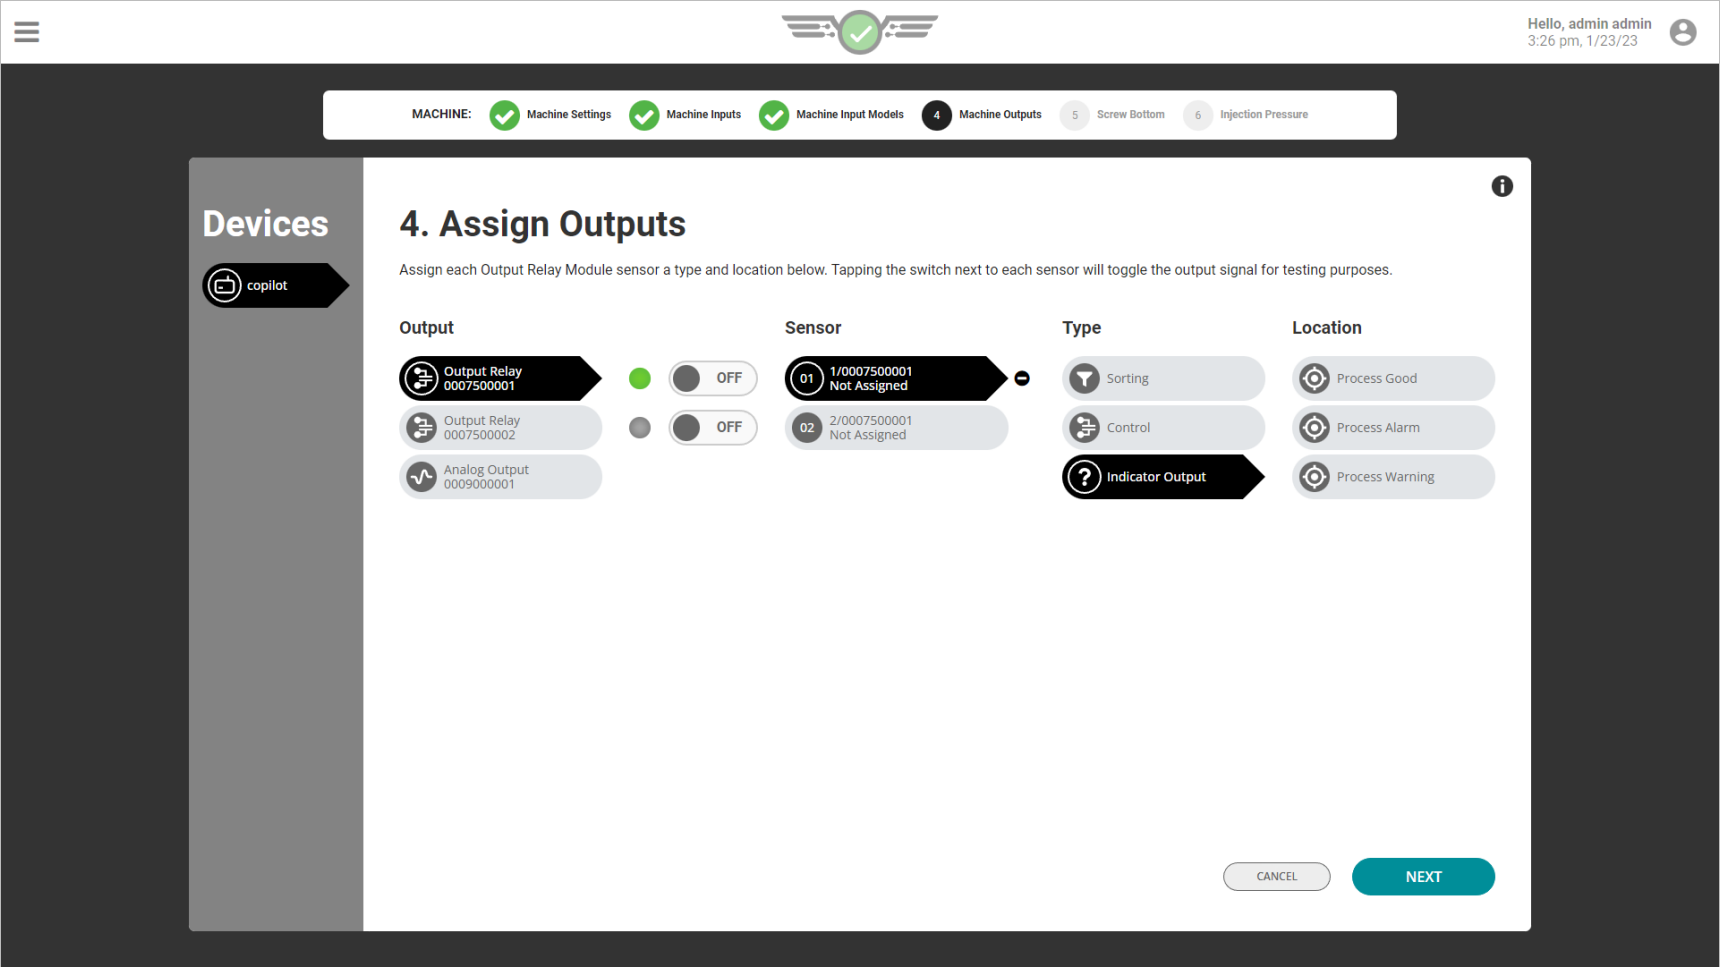 Hello, admin admin
3:26 pm, 1/23/23
MACHINE:
Machine Settings
Machine Inputs
Machine Input Models
4
Machine Outputs
5
Screw Bottom
6
Injection Pressure
Devices
copilot
4. Assign Outputs
Assign each Output Relay Module sensor a type and location below. Tapping the switch next to each sensor will toggle the output signal for testing purposes.
Output
Sensor
Type
Location
Output Relay
0007500001
OFF
01
1/0007500001
Not Assigned
Sorting
Process Good
Output Relay
0007500002
OFF
02
2/0007500001
Not Assigned
Control
Process Alarm
Analog Output
0009000001
Indicator Output
Process Warning
CANCEL
NEXT